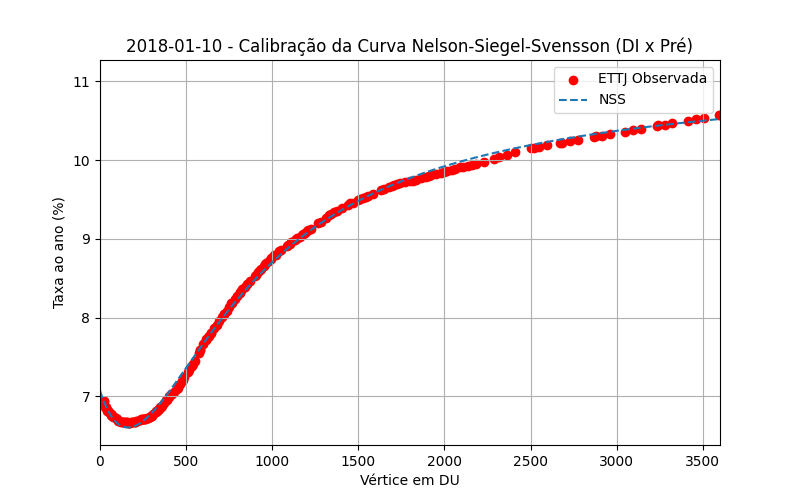 2018-01-10 - Calibração da Curva Nelson-Siegel-Svensson (DI x Pré)
ETTJ Observada
NSS
Taxa ao ano (%)
11
10
9
8
7
0 500 1000 1500 2000 2500 3000 3500
Vértice em DU